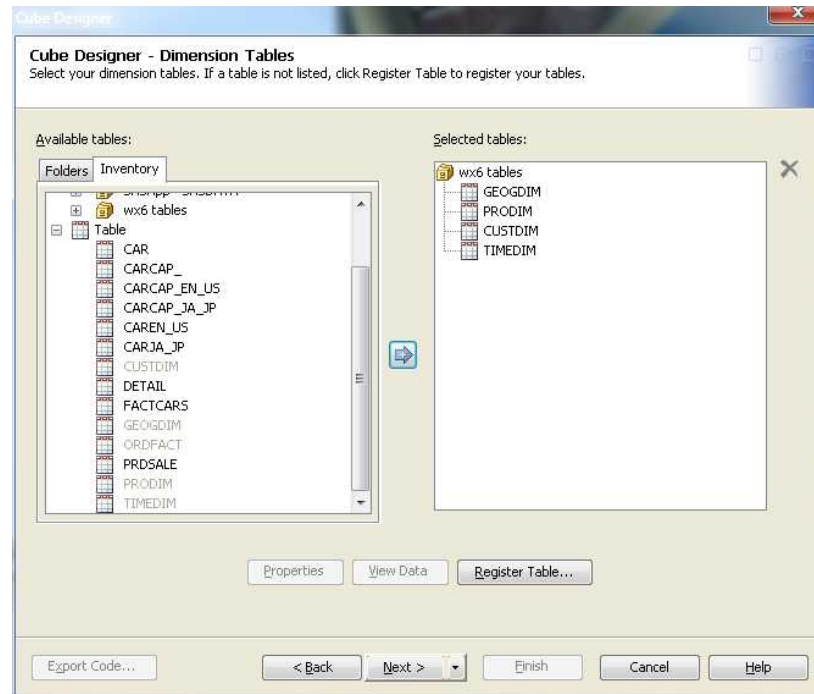 Cube Designer
Cube Designer - Dimension Tables
Select your dimension tables. If a table is not listed, click Register Table to register your tables.
Available tables:
Folders
Inventory
wx6 tables
Table
CAR
CARCAP_
CARCAP_EN_US
CARCAP_JA_JP
CAREN_US
CARJA_JP
CUSTDIM
DETAIL
FACTCARS
GEOGDIM
ORDFACT
PRDSALE
PRODIM
TIMEDIM
Selected tables:
wx6 tables
GEOGDIM
PRODIM
CUSTDIM
TIMEDIM
Properties
View Data
Register Table...
Export Code...
< Back
Next >
Finish
Cancel
Help